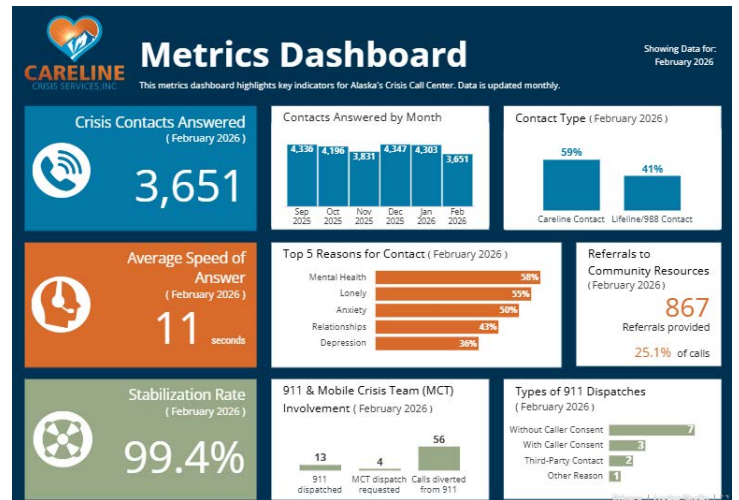 CARELINE
CRISIS SERVICES, INC
Metrics Dashboard
This metrics dashboard highlights key indicators for Alaska's Crisis Call Center. Data is updated monthly.
Showing Data for:
February 2026
Crisis Contacts Answered
( February 2026 )
3,651
Contacts Answered by Month
4,336
4,196
3,831
4,347
4,303
3,651
Sep
2025
Oct
2025
Nov
2025
Dec
2025
Jan
2026
Feb
2026
Contact Type ( February 2026 )
59%
41%
Careline Contact
Lifeline/988 Contact
Average Speed of
Answer
( February 2026 )
11 seconds
Top 5 Reasons for Contact ( February 2026 )
Mental Health 58%
Lonely 55%
Anxiety 50%
Relationships 43%
Depression 36%
Referrals to
Community Resources
( February 2026 )
867
Referrals provided
25.1% of calls
Stabilization Rate
( February 2026 )
99.4%
911 & Mobile Crisis Team (MCT)
Involvement ( February 2026 )
13
4
56
911
dispatched
MCT dispatch
requested
Calls diverted
from 911
Types of 911 Dispatches
( February 2026 )
Without Caller Consent 7
With Caller Consent 3
Third-Party Contact 2
Other Reason 1